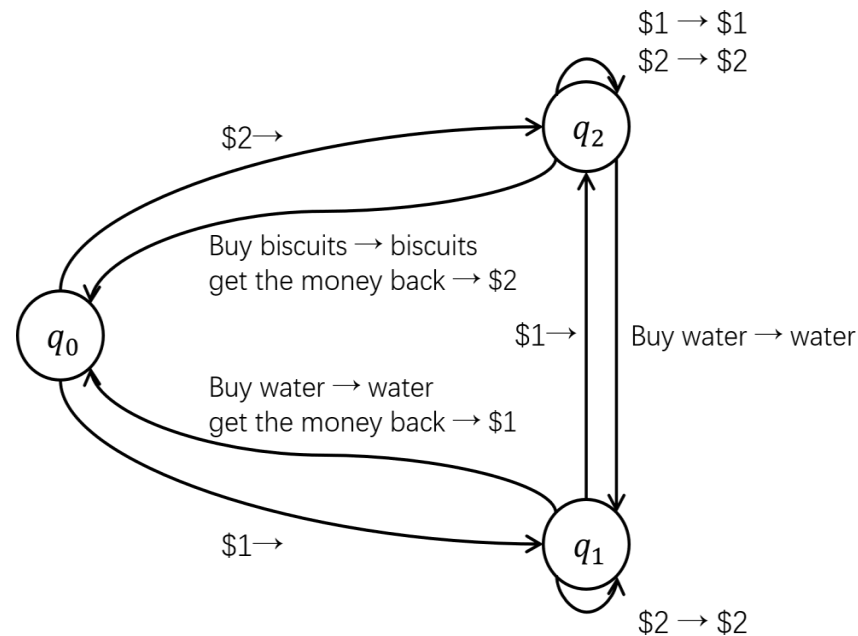 $1 → $1
$2 → $2
q₂
$2→
Buy biscuits → biscuits
get the money back → $2
q₀
$1→
Buy water → water
Buy water → water
get the money back → $1
$1→
q₁
$2 → $2